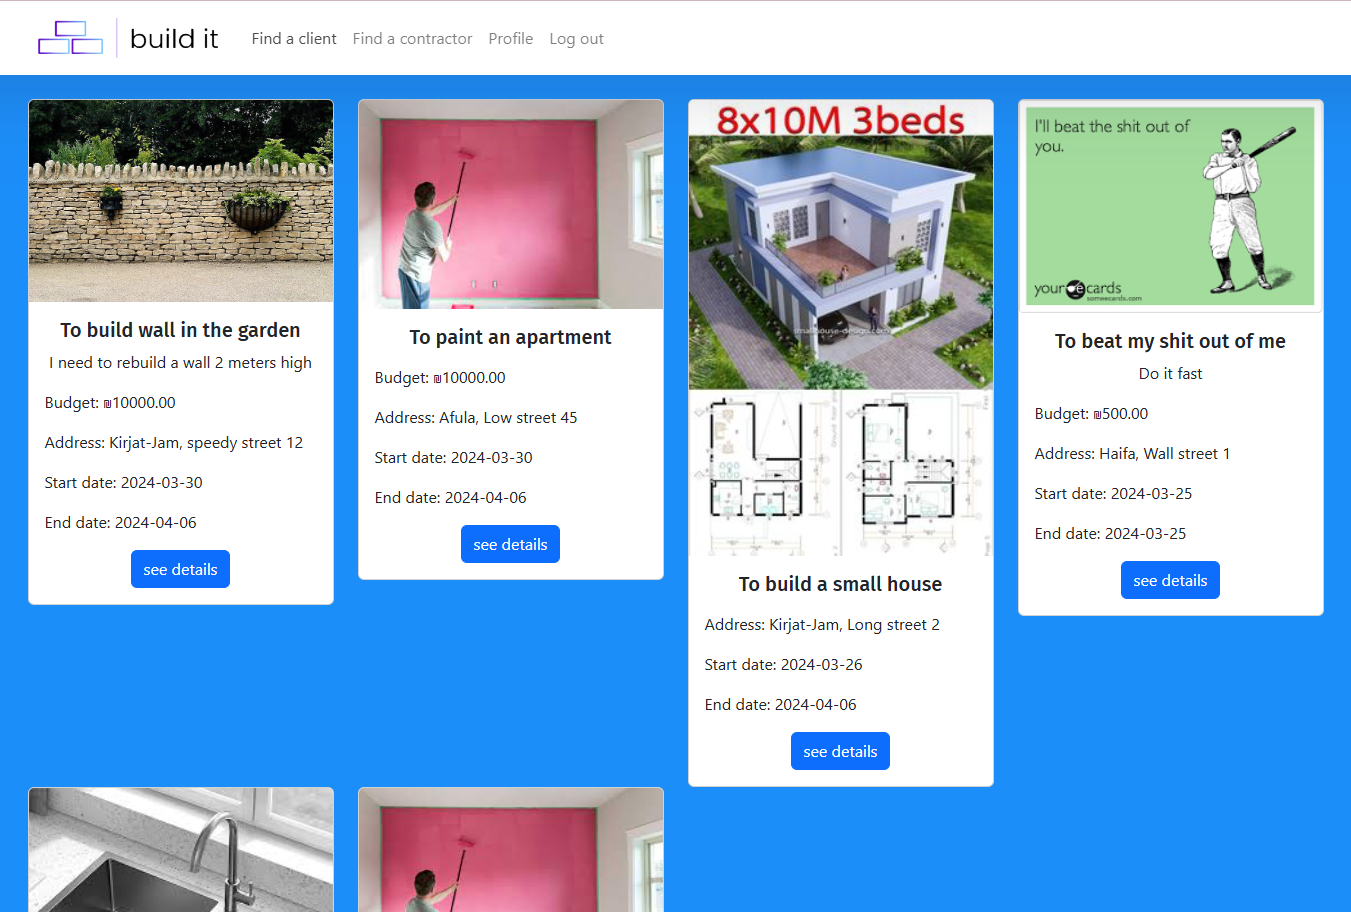 build it
Find a client
Find a contractor
Profile
Log out
To build wall in the garden
I need to rebuild a wall 2 meters high
Budget: ₪10000.00
Address: Kirjat-Jam, speedy street 12
Start date: 2024-03-30
End date: 2024-04-06
see details
To paint an apartment
Budget: ₪10000.00
Address: Afula, Low street 45
Start date: 2024-03-30
End date: 2024-04-06
see details
8x10M 3beds
smallhouse-design.com
Ground floor plan
First
Page 5
To build a small house
Address: Kirjat-Jam, Long street 2
Start date: 2024-03-26
End date: 2024-04-06
see details
I'll beat the shit out of
you.
your e cards
someecards.com
To beat my shit out of me
Do it fast
Budget: ₪500.00
Address: Haifa, Wall street 1
Start date: 2024-03-25
End date: 2024-03-25
see details